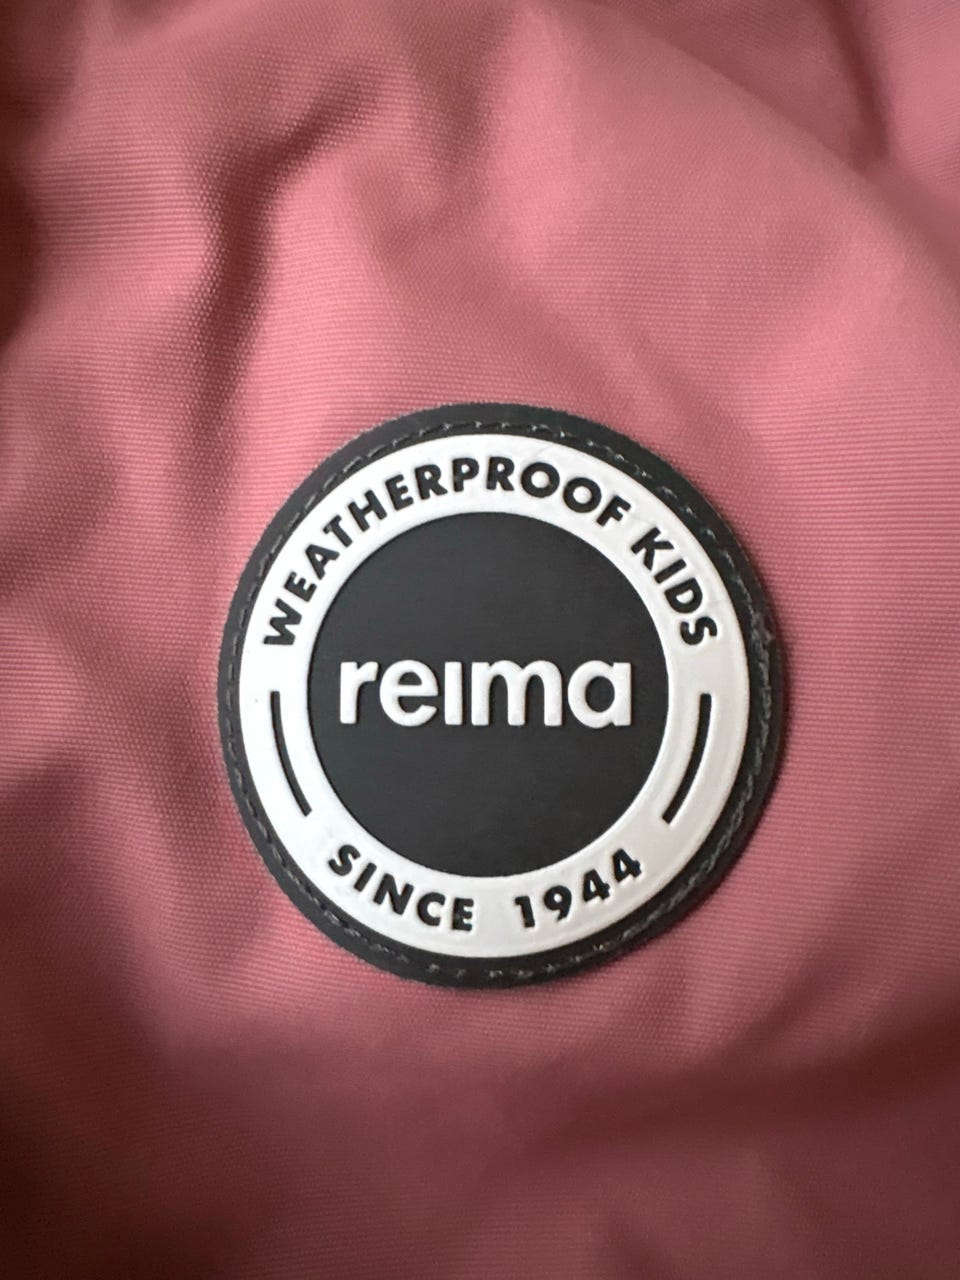 WEATHERPROOF KIDS
reima
SINCE 1944